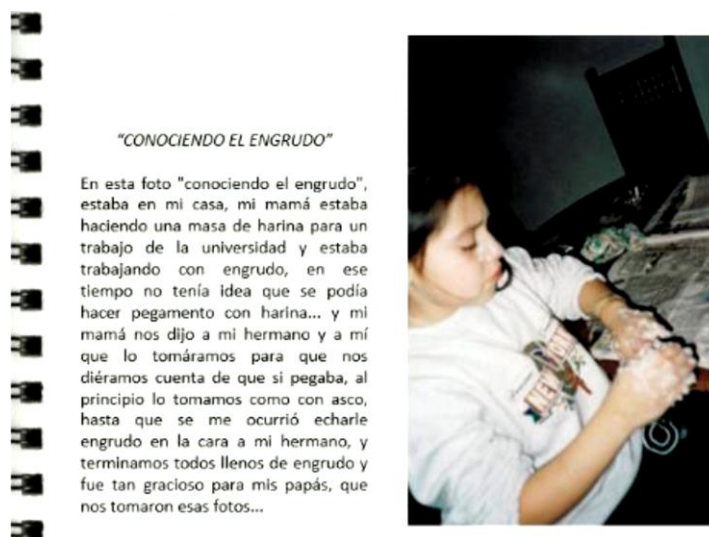 "CONOCIENDO EL ENGRUDO"
En esta foto "conociendo el engrudo",
estaba en mi casa, mi mamá estaba
haciendo una masa de harina para un
trabajo de la universidad y estaba
trabajando con engrudo, en ese
tiempo no tenía idea que se podía
hacer pegamento con harina... y mi
mamá nos dijo a mi hermano y a mí
que lo tomáramos para que nos
diéramos cuenta de que si pegaba, al
principio lo tomamos como con asco,
hasta que se me ocurrió echarle
engrudo en la cara a mi hermano, y
terminamos todos llenos de engrudo y
fue tan gracioso para mis papás, que
nos tomaron esas fotos...